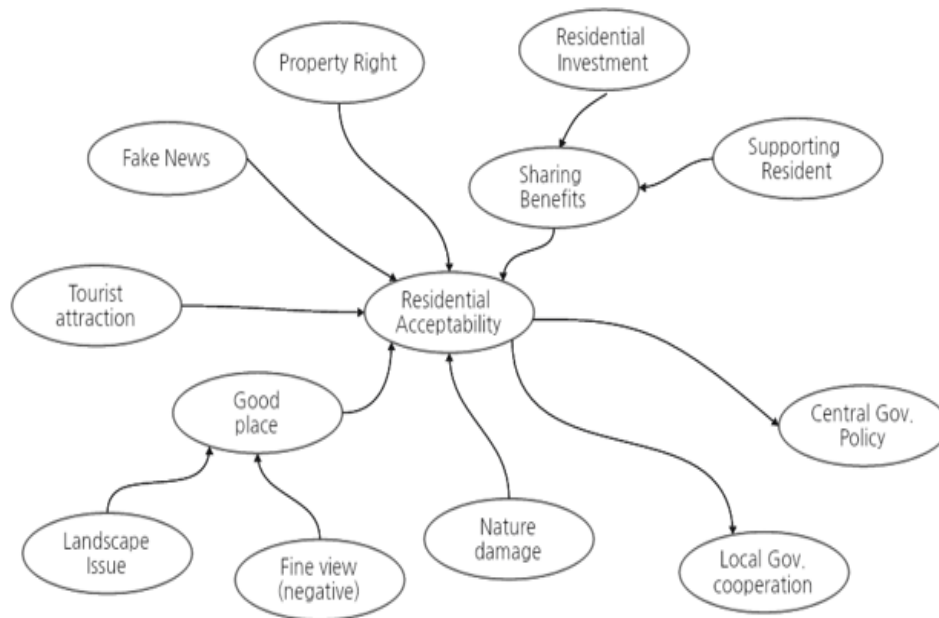 Residential
Investment
Property Right
Fake News
Sharing
Benefits
Supporting
Resident
Tourist
attraction
Residential
Acceptability
Good
place
Central Gov.
Policy
Landscape
Issue
Fine view
(negative)
Nature
damage
Local Gov.
cooperation